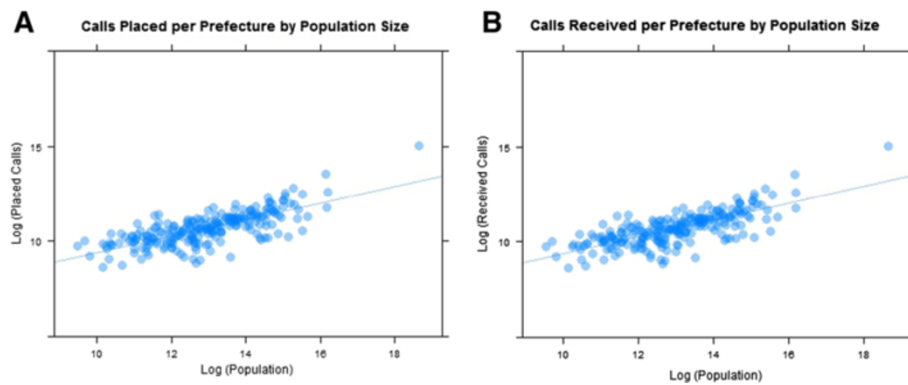 A
Calls Placed per Prefecture by Population Size
Log (Placed Calls)
15
10
10
12
14
16
18
Log (Population)
B
Calls Received per Prefecture by Population Size
Log (Received Calls)
15
10
10
12
14
16
18
Log (Population)